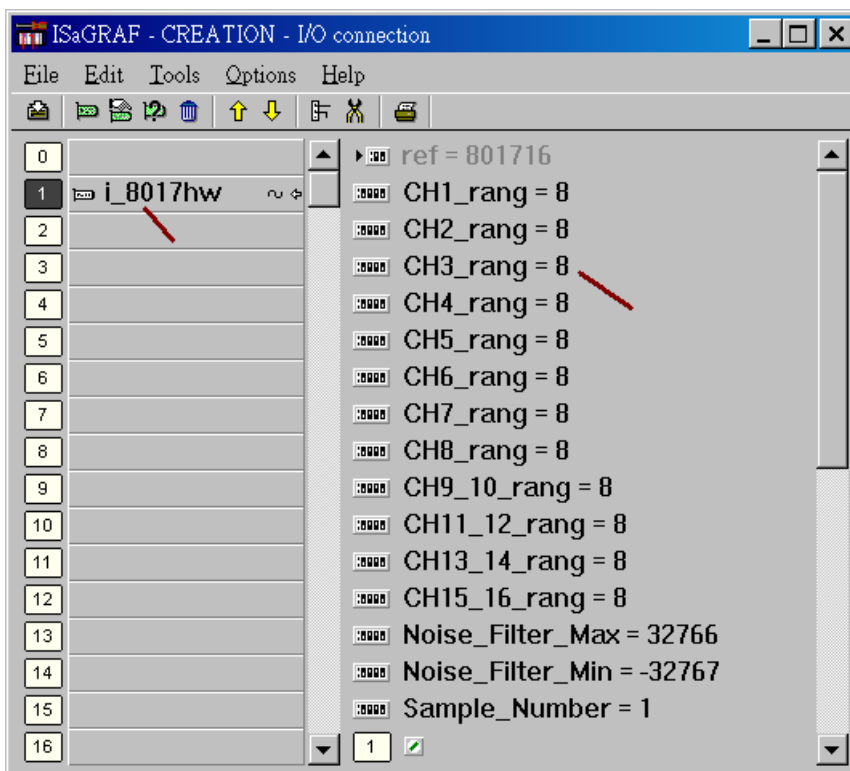 ISaGRAF - CREATION - I/O connection
File Edit Tools Options Help
0
1 i_8017hw
2
3
4
5
6
7
8
9
10
11
12
13
14
15
16
ref = 801716
CH1_rang = 8
CH2_rang = 8
CH3_rang = 8
CH4_rang = 8
CH5_rang = 8
CH6_rang = 8
CH7_rang = 8
CH8_rang = 8
CH9_10_rang = 8
CH11_12_rang = 8
CH13_14_rang = 8
CH15_16_rang = 8
Noise_Filter_Max = 32766
Noise_Filter_Min = -32767
Sample_Number = 1
1